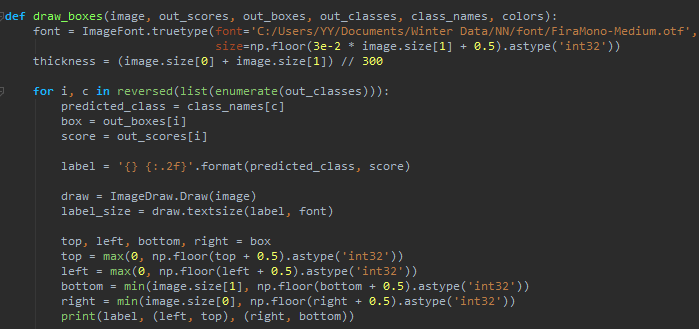 def draw_boxes(image, out_scores, out_boxes, out_classes, class_names, colors):
    font = ImageFont.truetype(font='C:/Users/YY/Documents/Winter Data/NN/font/FiraMono-Medium.otf',
                              size=np.floor(3e-2 * image.size[1] + 0.5).astype('int32'))
    thickness = (image.size[0] + image.size[1]) // 300
    for i, c in reversed(list(enumerate(out_classes))):
        predicted_class = class_names[c]
        box = out_boxes[i]
        score = out_scores[i]
        label = '{} {:.2f}'.format(predicted_class, score)
        draw = ImageDraw.Draw(image)
        label_size = draw.textsize(label, font)
        top, left, bottom, right = box
        top = max(0, np.floor(top + 0.5).astype('int32'))
        left = max(0, np.floor(left + 0.5).astype('int32'))
        bottom = min(image.size[1], np.floor(bottom + 0.5).astype('int32'))
        right = min(image.size[0], np.floor(right + 0.5).astype('int32'))
        print(label, (left, top), (right, bottom))